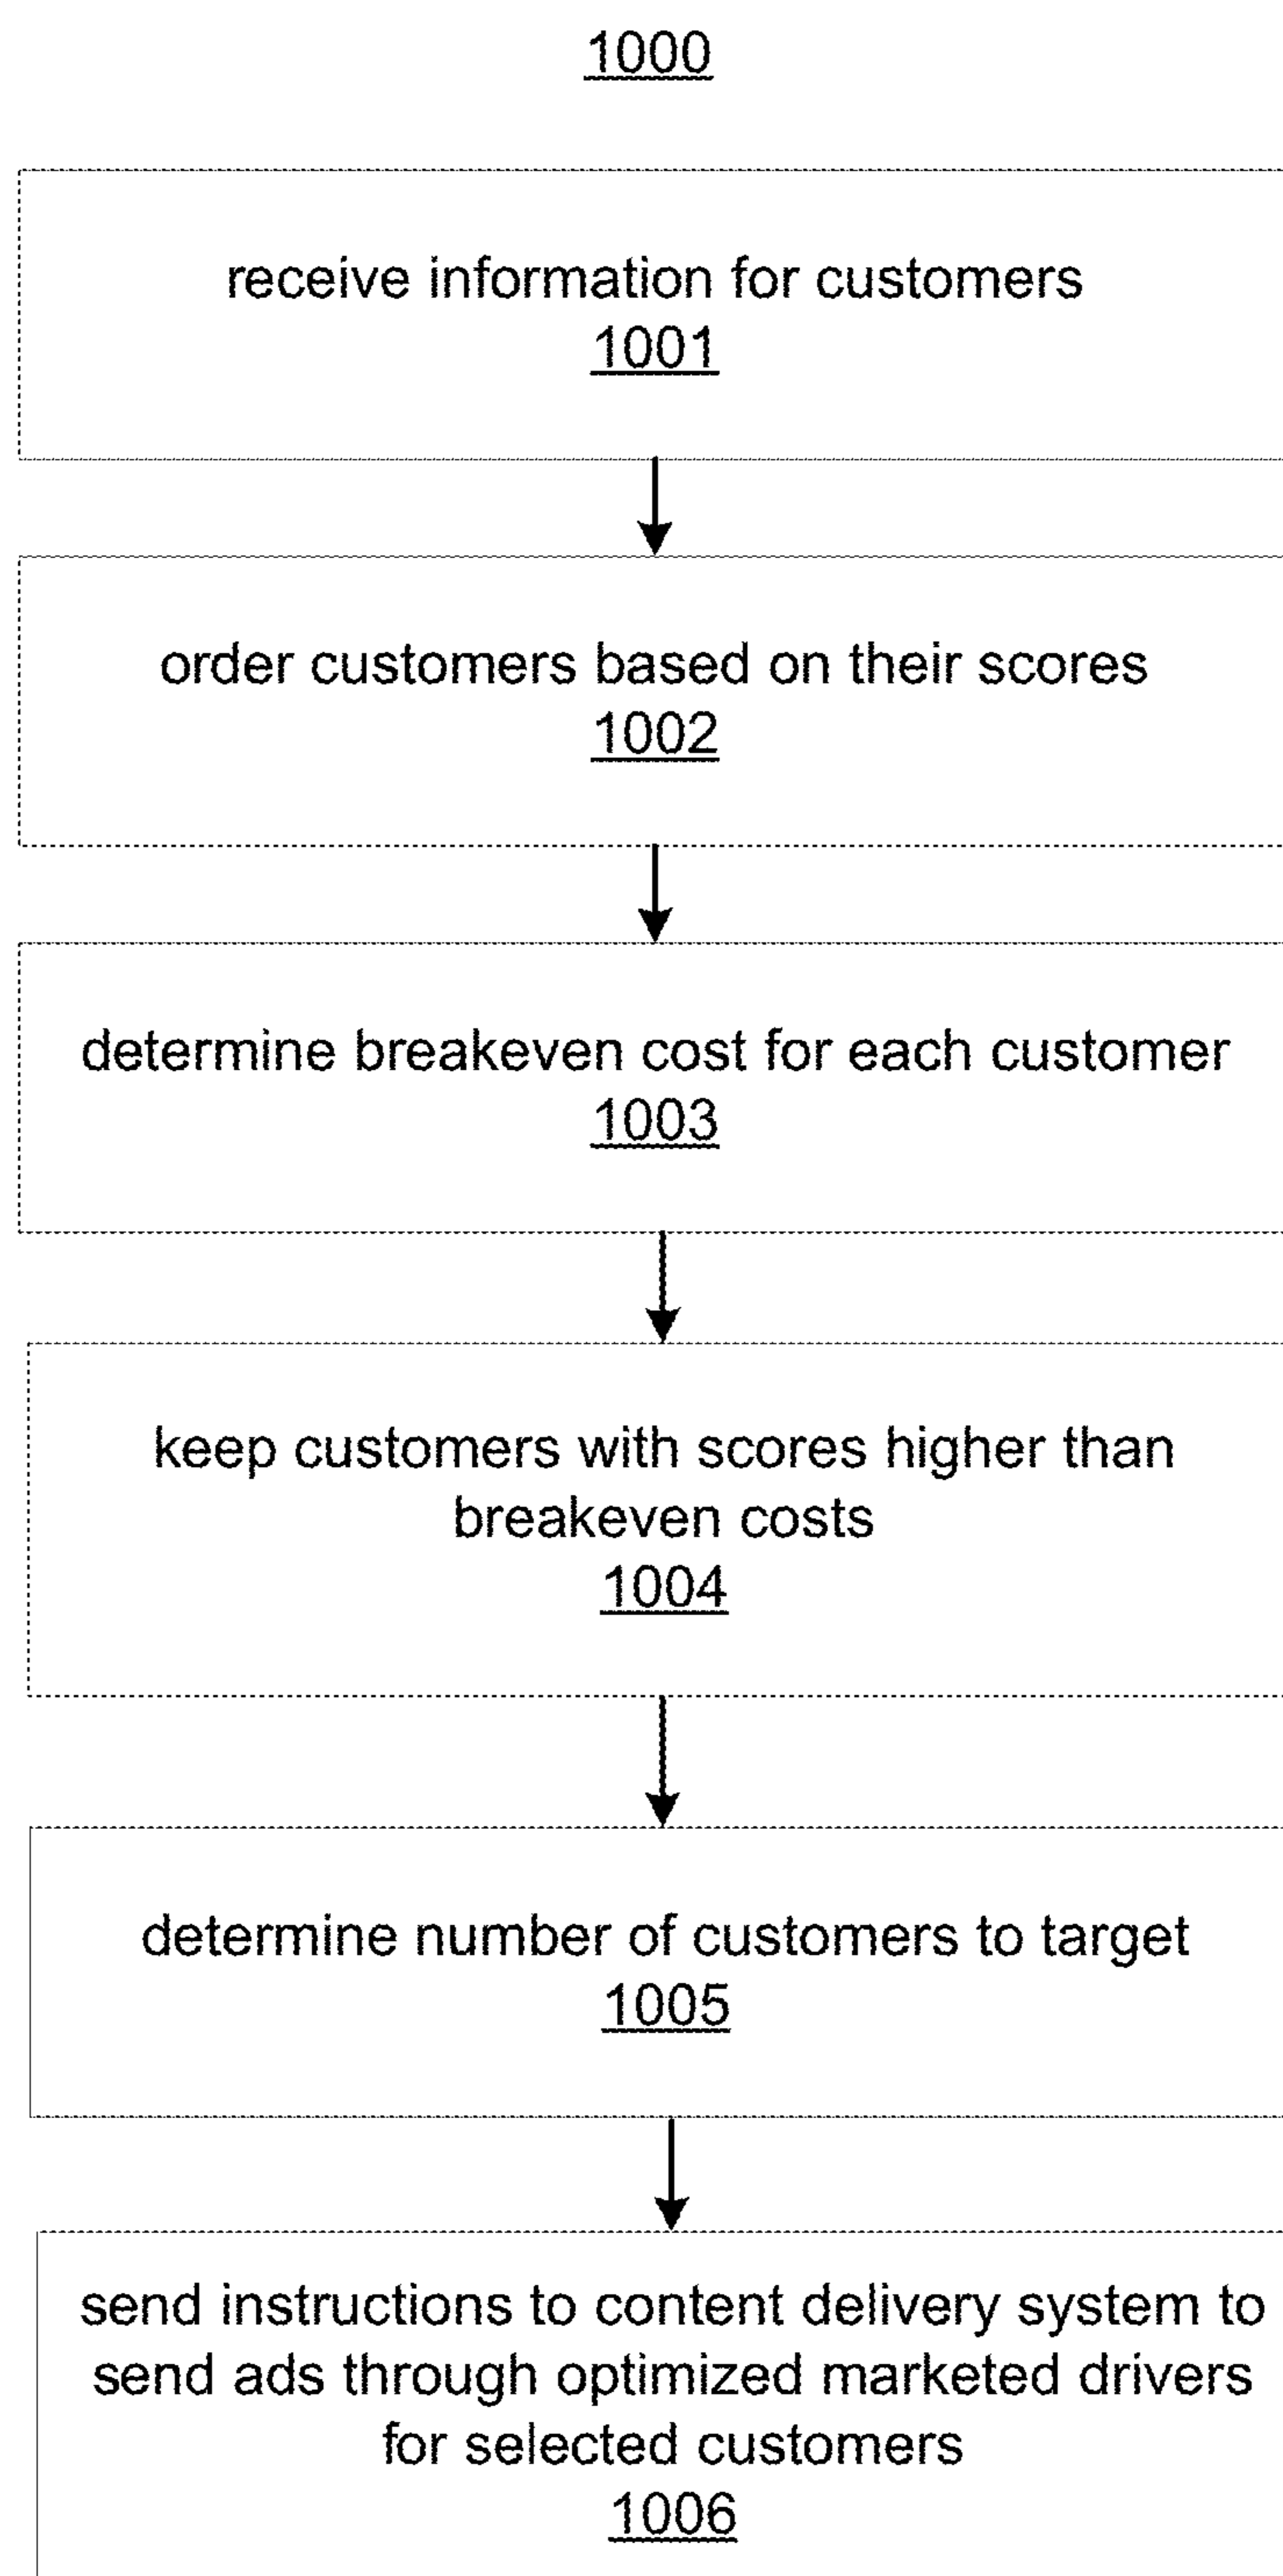 1000
receive information for customers
1001
order customers based on their scores
1002
determine breakeven cost for each customer
1003
keep customers with scores higher than
breakeven costs
1004
determine number of customers to target
1005
send instructions to content delivery system to
send ads through optimized marketed drivers
for selected customers
1006